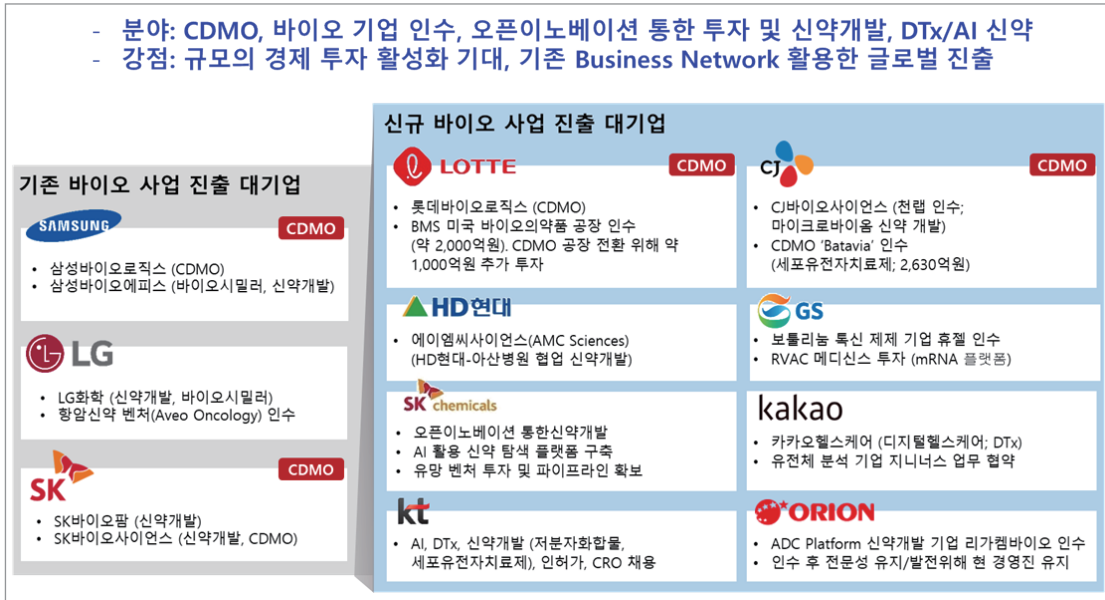 - 분야: CDMO, 바이오 기업 인수, 오픈이노베이션 통한 투자 및 신약개발, DTx/AI 신약
- 강점: 규모의 경제 투자 활성화 기대, 기존 Business Network 활용한 글로벌 진출
기존 바이오 사업 진출 대기업
SAMSUNG
CDMO
• 삼성바이오로직스 (CDMO)
• 삼성바이오에피스 (바이오시밀러, 신약개발)
LG
• LG화학 (신약개발, 바이오시밀러)
• 항암신약 벤처(Aveo Oncology) 인수
SK
CDMO
• SK바이오팜 (신약개발)
• SK바이오사이언스 (신약개발, CDMO)
신규 바이오 사업 진출 대기업
LOTTE
CDMO
• 롯데바이오로직스 (CDMO)
• BMS 미국 바이오의약품 공장 인수
(약 2,000억원). CDMO 공장 전환 위해 약
1,000억원 추가 투자
CJ
CDMO
• CJ바이오사이언스 (천랩 인수;
마이크로바이옴 신약 개발)
• CDMO ‘Batavia’ 인수
(세포유전자치료제; 2,630억원)
HD현대
• 에이엠씨사이언스(AMC Sciences)
(HD현대-아산병원 협업 신약개발)
GS
• 보툴리눔 톡신 제제 기업 휴젤 인수
• RVAC 메디신스 투자 (mRNA 플랫폼)
SK chemicals
• 오픈이노베이션 통한신약개발
• AI 활용 신약 탐색 플랫폼 구축
• 유망 벤처 투자 및 파이프라인 확보
kakao
• 카카오헬스케어 (디지털헬스케어; DTx)
• 유전체 분석 기업 지니너스 업무 협약
kt
• AI, DTx, 신약개발 (저분자화합물,
세포유전자치료제), 인허가, CRO 채용
ORION
• ADC Platform 신약개발 기업 리가켐바이오 인수
• 인수 후 전문성 유지/발전위해 현 경영진 유지